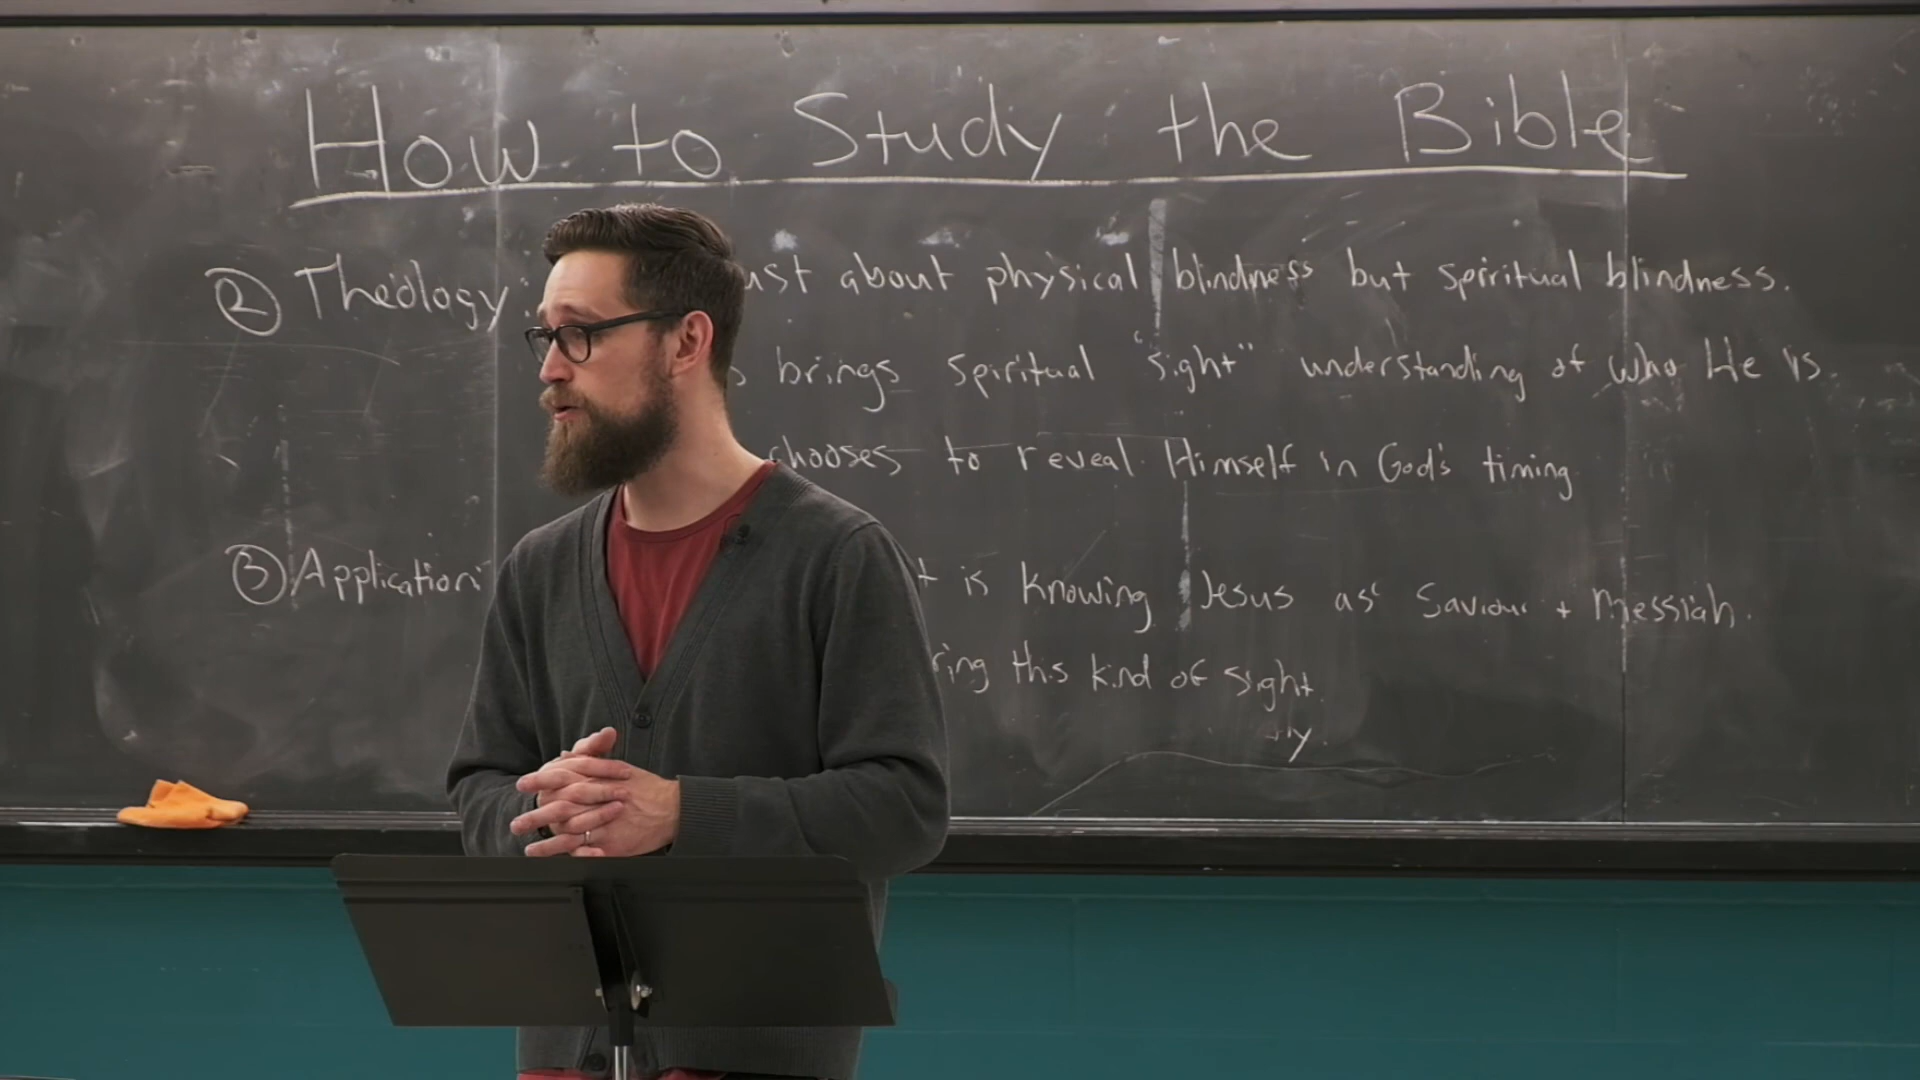 How to Study the Bible
② Theology: about physical blindness but spiritual blindness.
brings spiritual "sight" understanding of who He is.
to reveal Himself in God's timing
③ Application is knowing Jesus as Saviour + Messiah.
this kind of sight.